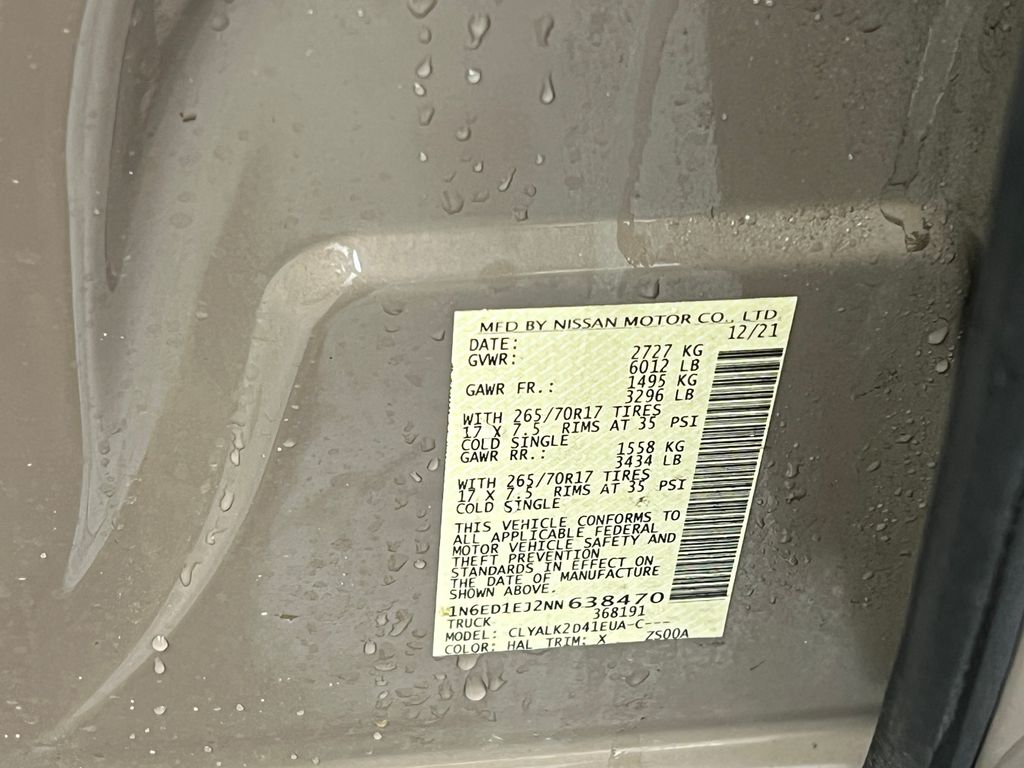 MFD BY NISSAN MOTOR CO., LTD
DATE: 12/21
GVWR: 2727 KG
6012 LB
GAWR FR.: 1495 KG
3296 LB
WITH 265/70R17 TIRES
17 X 7.5 RIMS AT 35 PSI
COLD SINGLE
GAWR RR.: 1558 KG
3434 LB
WITH 265/70R17 TIRES
17 X 7.5 RIMS AT 35 PSI
COLD SINGLE
THIS VEHICLE CONFORMS TO
ALL APPLICABLE FEDERAL
MOTOR VEHICLE SAFETY AND
THEFT PREVENTION
STANDARDS IN EFFECT ON
THE DATE OF MANUFACTURE
SHOWN ABOVE.
1N6ED1EJ2NN638470
TRUCK 368191
MODEL: CLYALK2D41EUA-C---
COLOR: HAL TRIM: X ZS00A